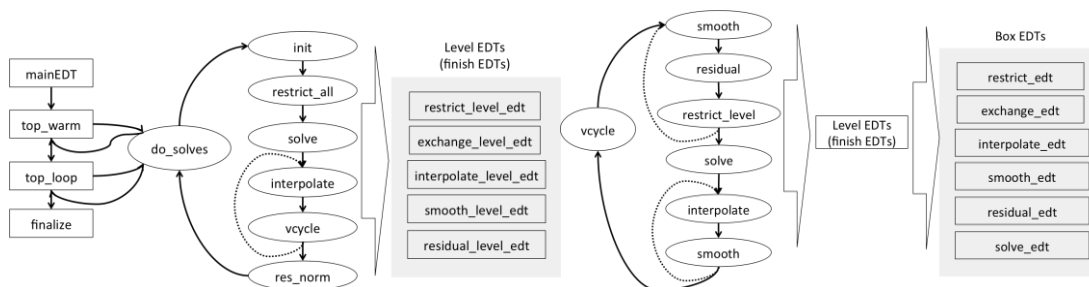 mainEDT
top_warm
top_loop
finalize
do_solves
init
restrict_all
solve
interpolate
vcycle
res_norm
Level EDTs
(finish EDTs)
restrict_level_edt
exchange_level_edt
interpolate_level_edt
smooth_level_edt
residual_level_edt
vcycle
smooth
residual
restrict_level
solve
interpolate
smooth
Level EDTs
(finish EDTs)
Box EDTs
restrict_edt
exchange_edt
interpolate_edt
smooth_edt
residual_edt
solve_edt